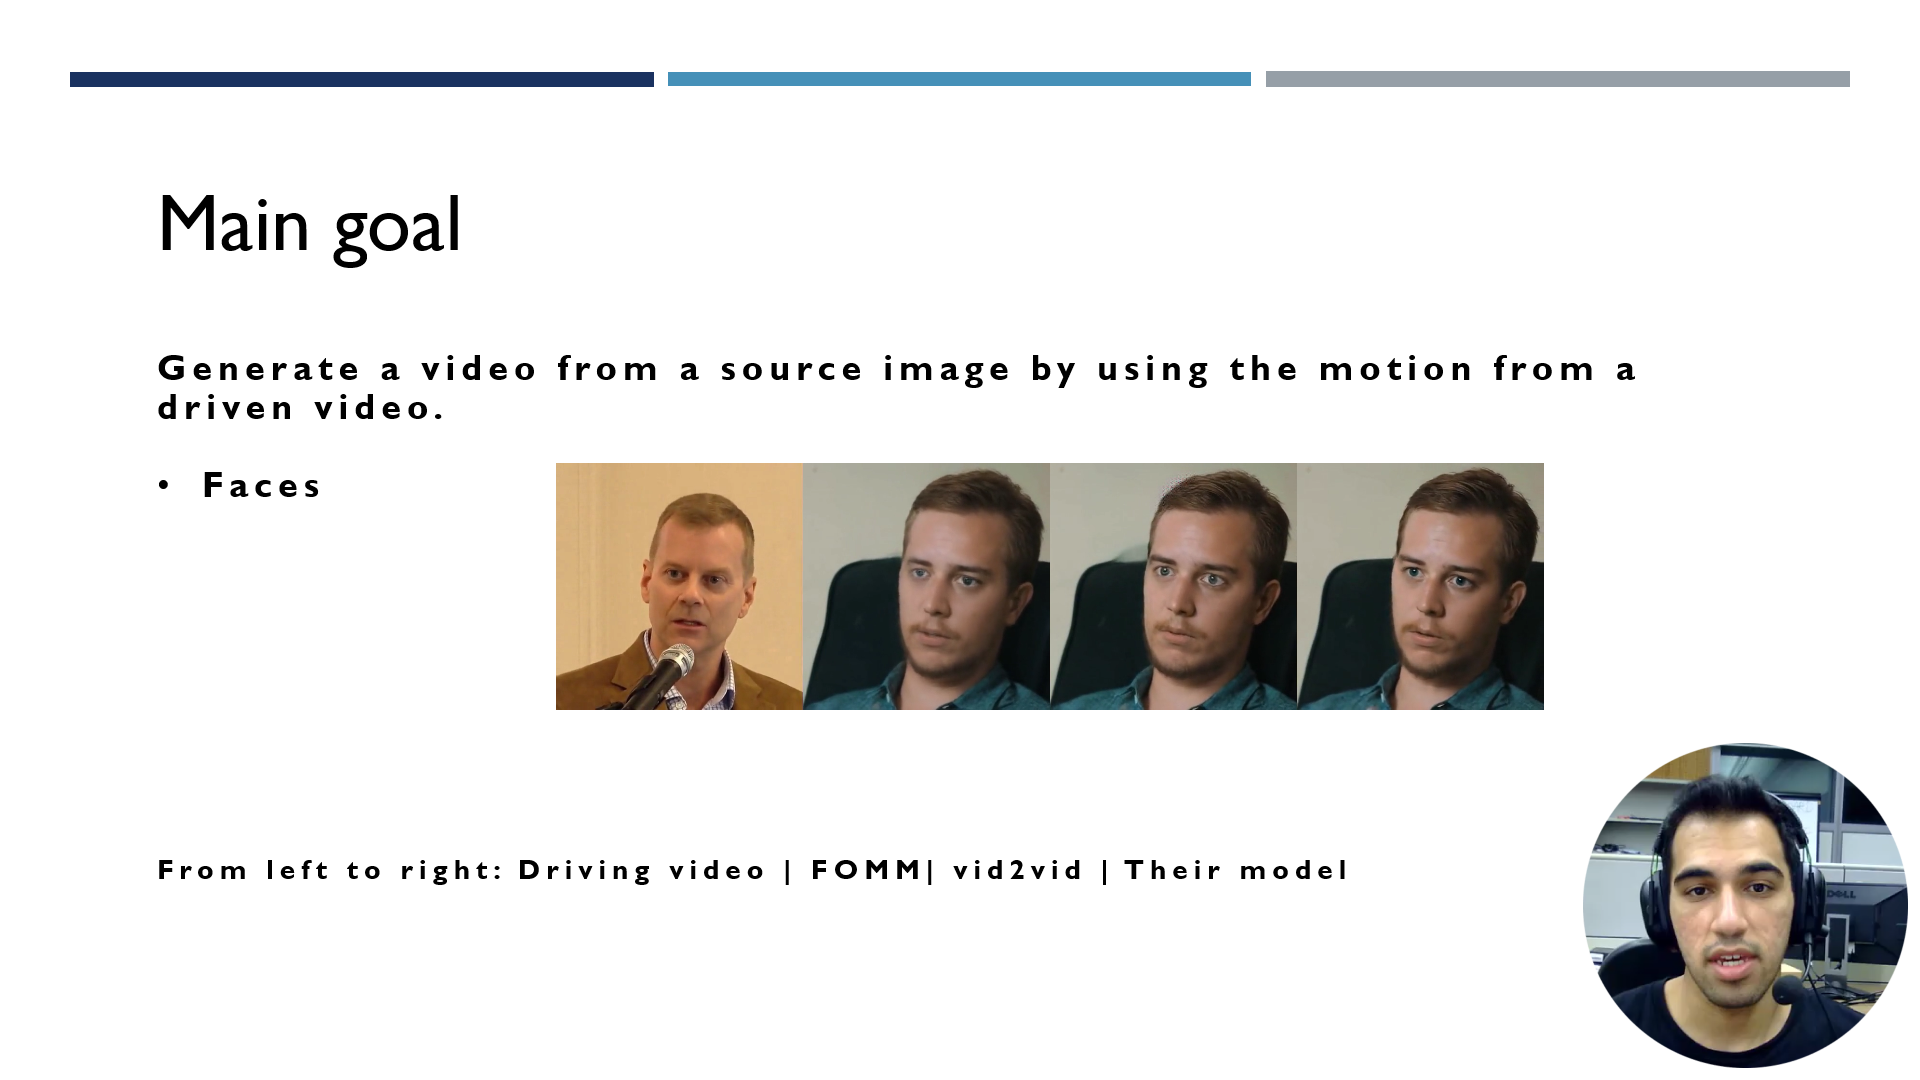 Main goal
Generate a video from a source image by using the motion from a
driven video.
• Faces
From left to right: Driving video | FOMM| vid2vid | Their model
DELL